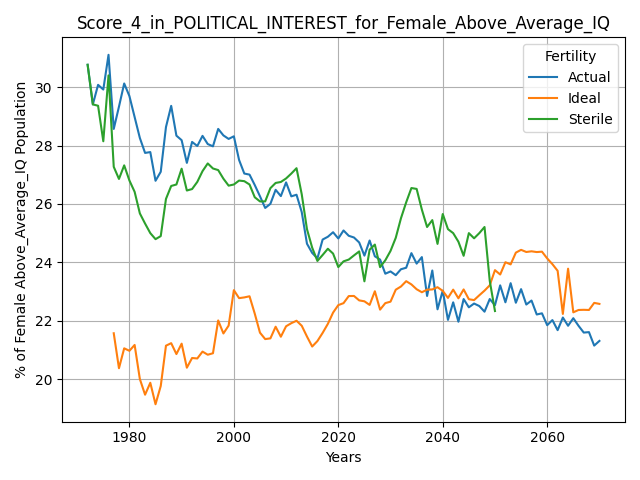 Score_4_in_POLITICAL_INTEREST_for_Female_Above_Average_IQ
Fertility
Actual
Ideal
Sterile
% of Female Above_Average_IQ Population
30
28
26
24
22
20
1980
2000
2020
2040
2060
Years